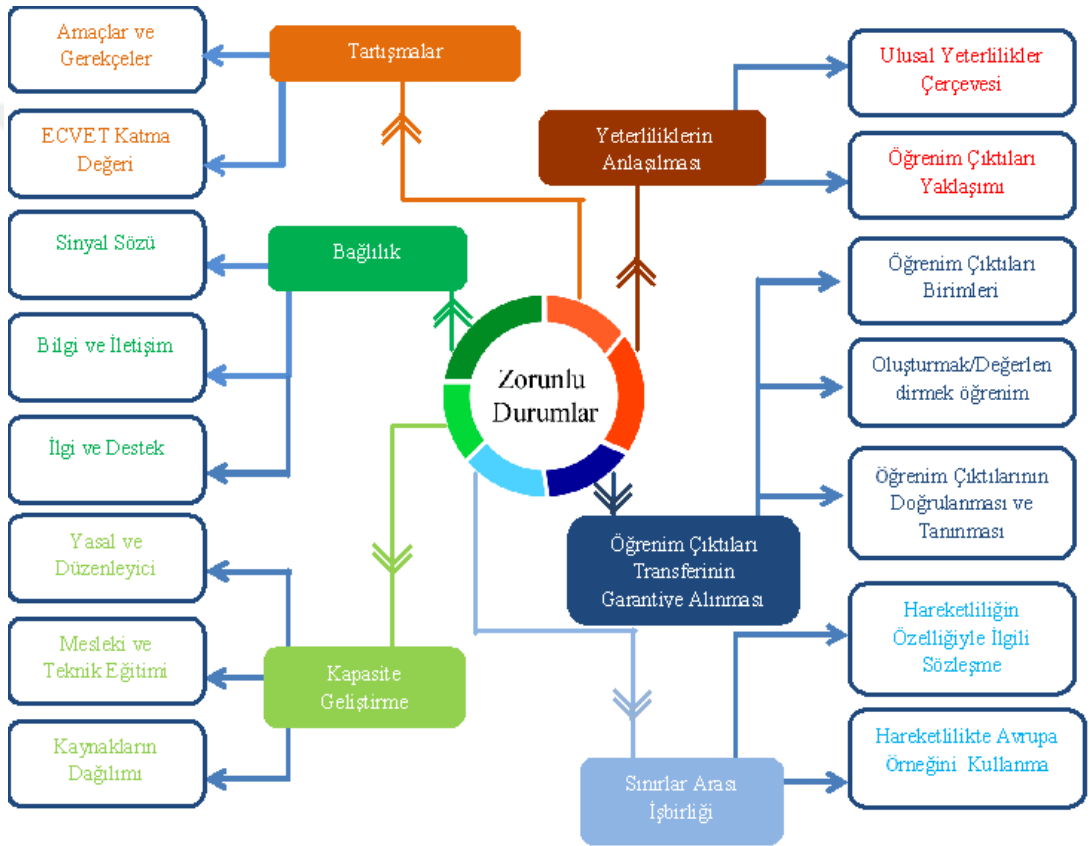 Amaçlar ve
Gerekçeler
ECVET Katma
Değeri
Tartışmalar
Sinyal Sözü
Bilgi ve İletişim
İlgi ve Destek
Bağlılık
Yasal ve
Düzenleyici
Mesleki ve
Teknik Eğitimi
Kaynakların
Dağılımı
Kapasite
Geliştirme
Zorunlu
Durumlar
Yeterliliklerin
Anlaşılması
Ulusal Yeterlilikler
Çerçevesi
Öğrenim Çıktıları
Yaklaşımı
Öğrenim Çıktıları
Transferinin
Garantiye Alınması
Öğrenim Çıktıları
Birimleri
Oluşturmak/Değerlen
dirmek öğrenim
Öğrenim Çıktılarının
Doğrulanması ve
Tanınması
Sınırlar Arası
İşbirliği
Hareketliliğin
Özelliğiyle İlgili
Sözleşme
Hareketlilikte Avrupa
Örneğini Kullanma